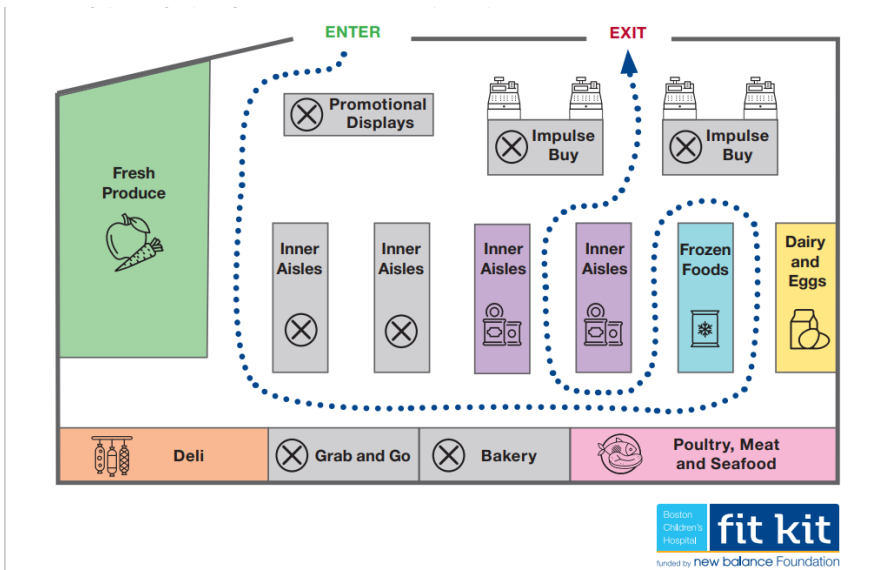 ENTER
EXIT
Promotional
Displays
Impulse
Buy
Impulse
Buy
Fresh
Produce
Inner
Aisles
Inner
Aisles
Inner
Aisles
Inner
Aisles
Frozen
Foods
Dairy
and
Eggs
Deli
Grab and Go
Bakery
Poultry, Meat
and Seafood
Boston
Children's
Hospital
fit kit
funded by new balance Foundation